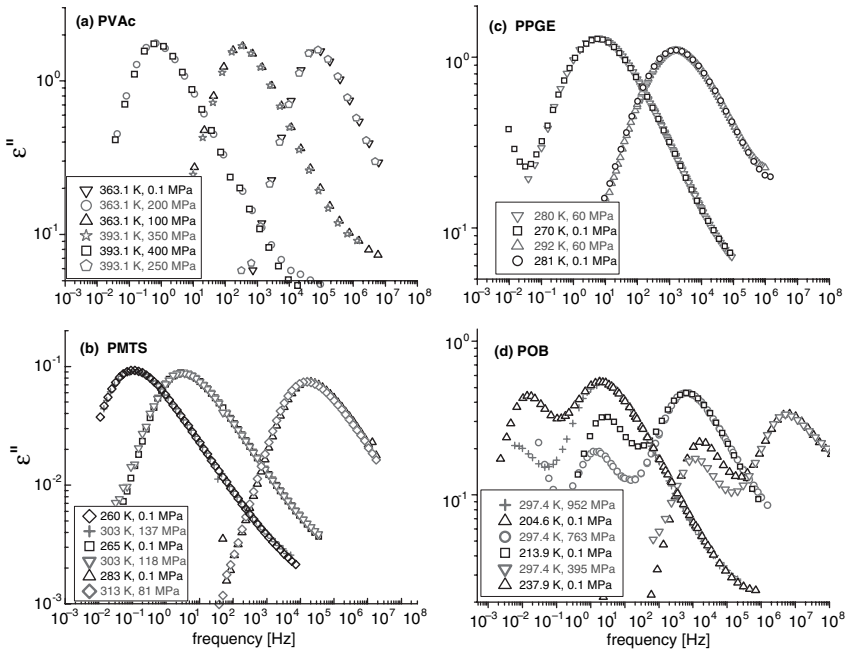 (a) PVAc
ε''
10⁰
10⁻¹
363.1 K, 0.1 MPa
363.1 K, 200 MPa
363.1 K, 100 MPa
393.1 K, 350 MPa
393.1 K, 400 MPa
393.1 K, 250 MPa
10⁻³ 10⁻² 10⁻¹ 10⁰ 10¹ 10² 10³ 10⁴ 10⁵ 10⁶ 10⁷ 10⁸
(c) PPGE
10⁰
10⁻¹
280 K, 60 MPa
270 K, 0.1 MPa
292 K, 60 MPa
281 K, 0.1 MPa
10⁻³ 10⁻² 10⁻¹ 10⁰ 10¹ 10² 10³ 10⁴ 10⁵ 10⁶ 10⁷ 10⁸
(b) PMTS
ε''
10⁻¹
10⁻²
10⁻³
260 K, 0.1 MPa
303 K, 137 MPa
265 K, 0.1 MPa
303 K, 118 MPa
283 K, 0.1 MPa
313 K, 81 MPa
10⁻³ 10⁻² 10⁻¹ 10⁰ 10¹ 10² 10³ 10⁴ 10⁵ 10⁶ 10⁷ 10⁸
frequency [Hz]
(d) POB
10⁰
10⁻¹
297.4 K, 952 MPa
204.6 K, 0.1 MPa
297.4 K, 763 MPa
213.9 K, 0.1 MPa
297.4 K, 395 MPa
237.9 K, 0.1 MPa
10⁻³ 10⁻² 10⁻¹ 10⁰ 10¹ 10² 10³ 10⁴ 10⁵ 10⁶ 10⁷ 10⁸
frequency [Hz]